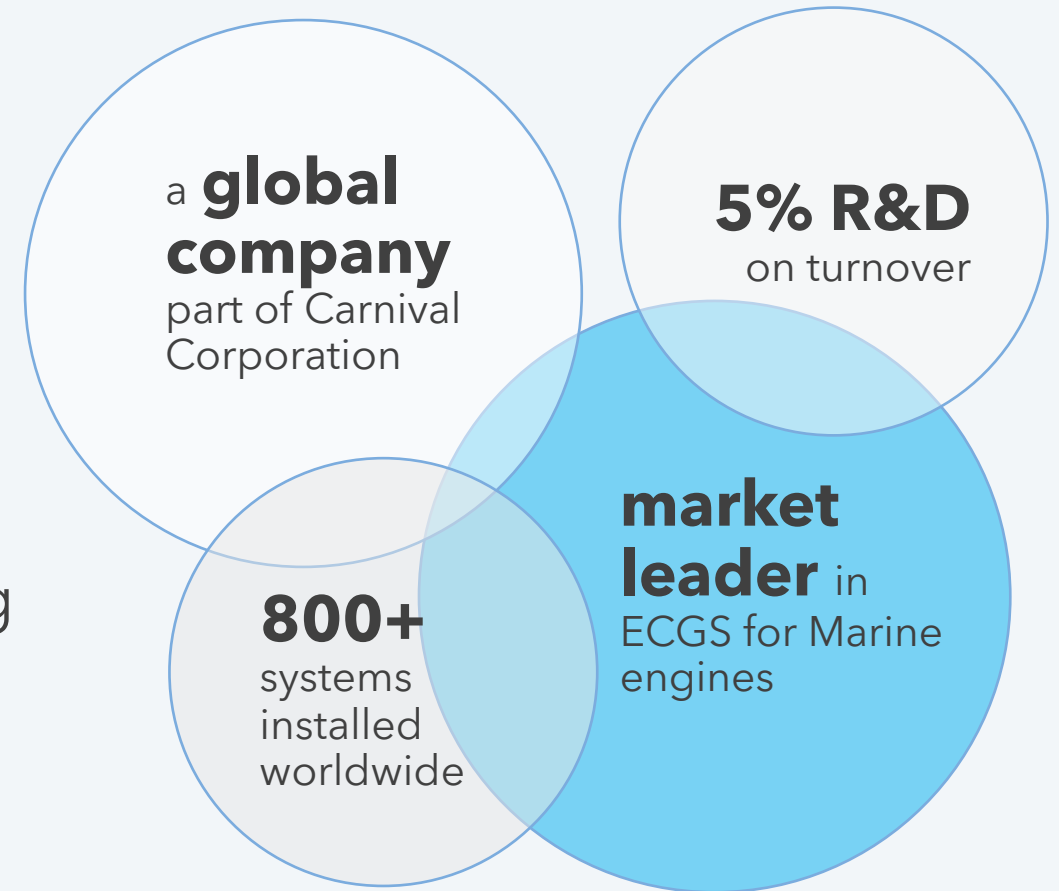 a global
company
part of Carnival
Corporation
5% R&D
on turnover
market
leader in
ECGS for Marine
engines
800+
systems
installed
worldwide
g